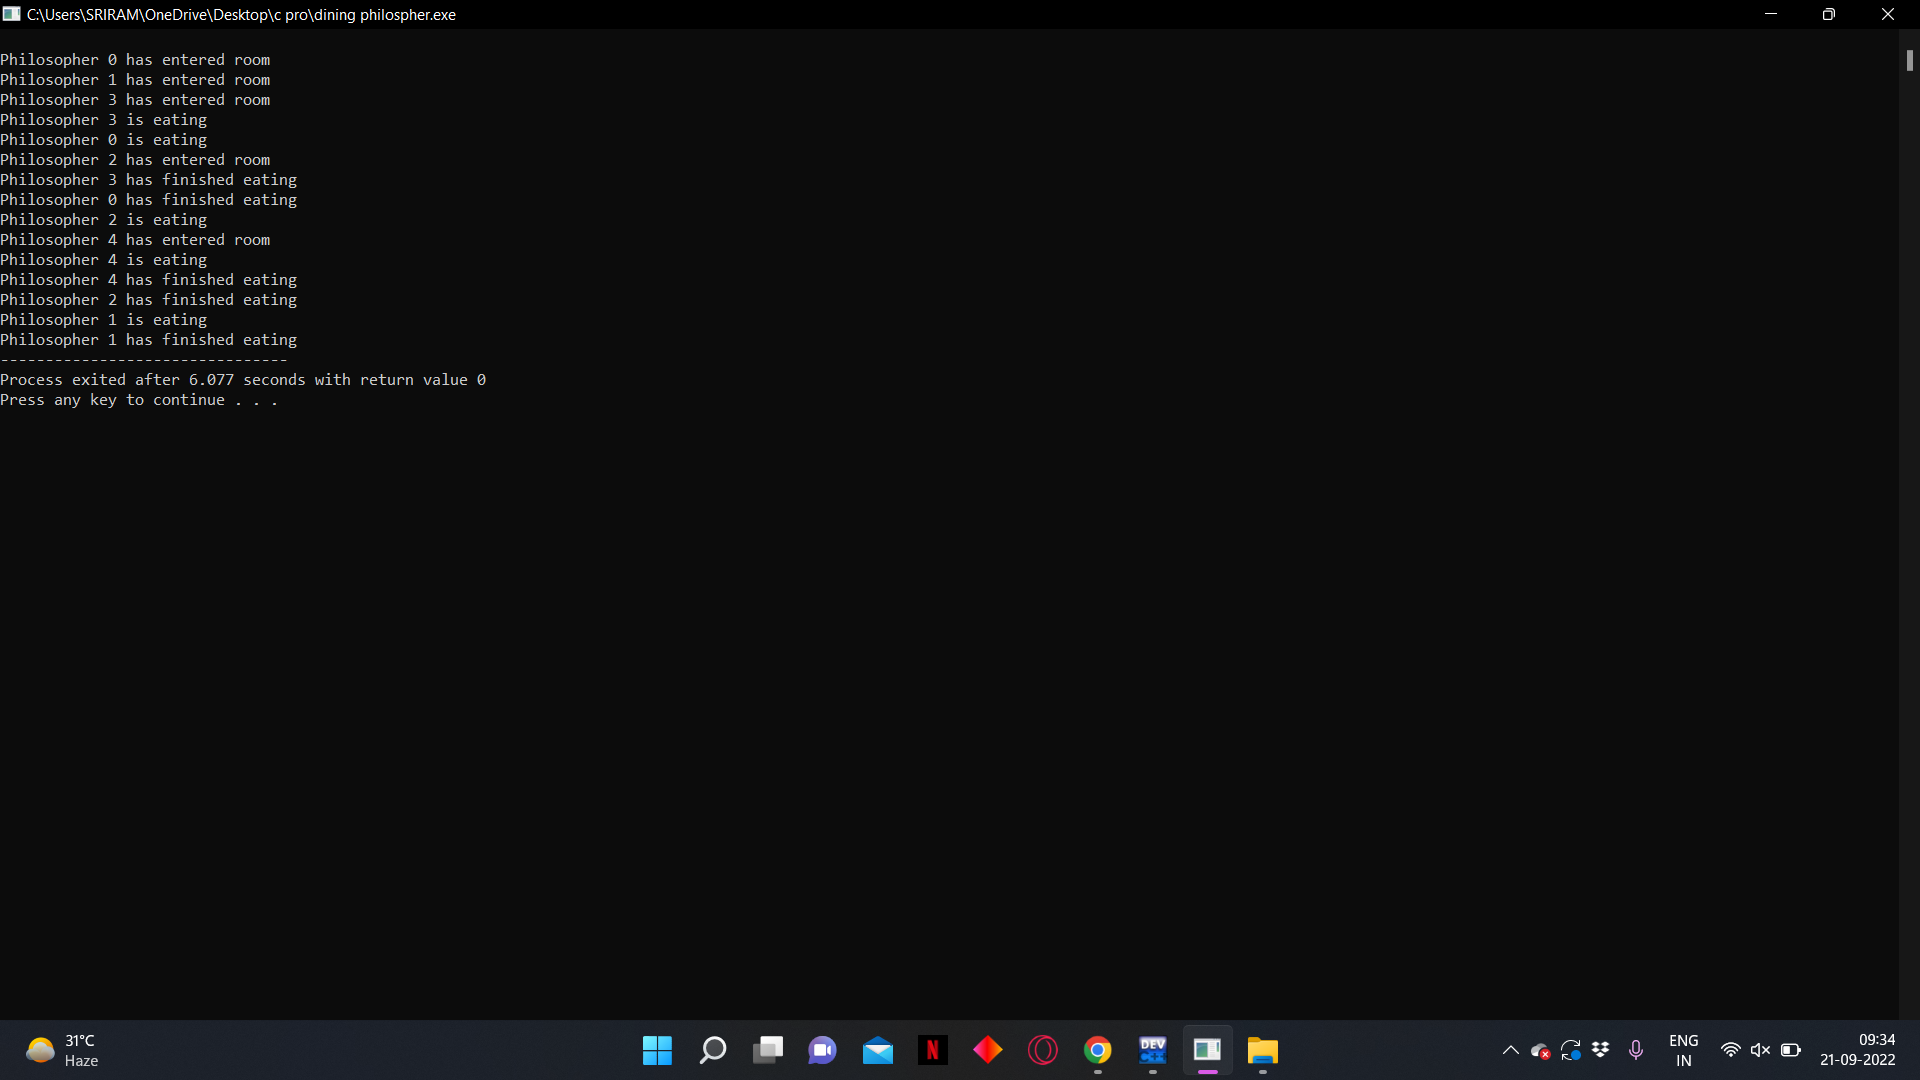 C:\Users\SRIRAM\OneDrive\Desktop\c pro\dining philospher.exe
Philosopher 0 has entered room
Philosopher 1 has entered room
Philosopher 3 has entered room
Philosopher 3 is eating
Philosopher 0 is eating
Philosopher 2 has entered room
Philosopher 3 has finished eating
Philosopher 0 has finished eating
Philosopher 2 is eating
Philosopher 4 has entered room
Philosopher 4 is eating
Philosopher 4 has finished eating
Philosopher 2 has finished eating
Philosopher 1 is eating
Philosopher 1 has finished eating
--------------------------------
Process exited after 6.077 seconds with return value 0
Press any key to continue . . .
31°C
Haze
N
DEV
C++
ENG
IN
09:34
21-09-2022